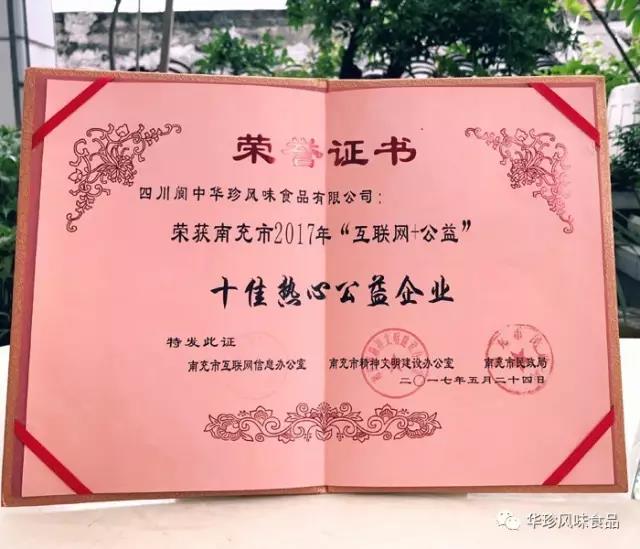 荣誉证书
四川阆中华珍风味食品有限公司：
荣获南充市2017年“互联网+公益”
十佳热心公益企业
特发此证
南充市互联网信息办公室 南充市精神文明建设办公室 南充市民政局
二〇一七年五月二十四日
华珍风味食品